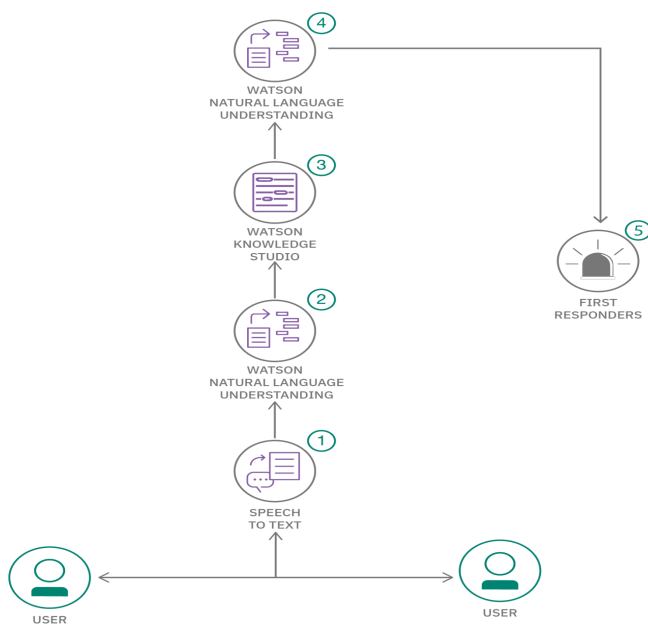 4
WATSON
NATURAL LANGUAGE
UNDERSTANDING
3
WATSON
KNOWLEDGE
STUDIO
5
FIRST
RESPONDERS
2
WATSON
NATURAL LANGUAGE
UNDERSTANDING
1
SPEECH
TO TEXT
USER
USER